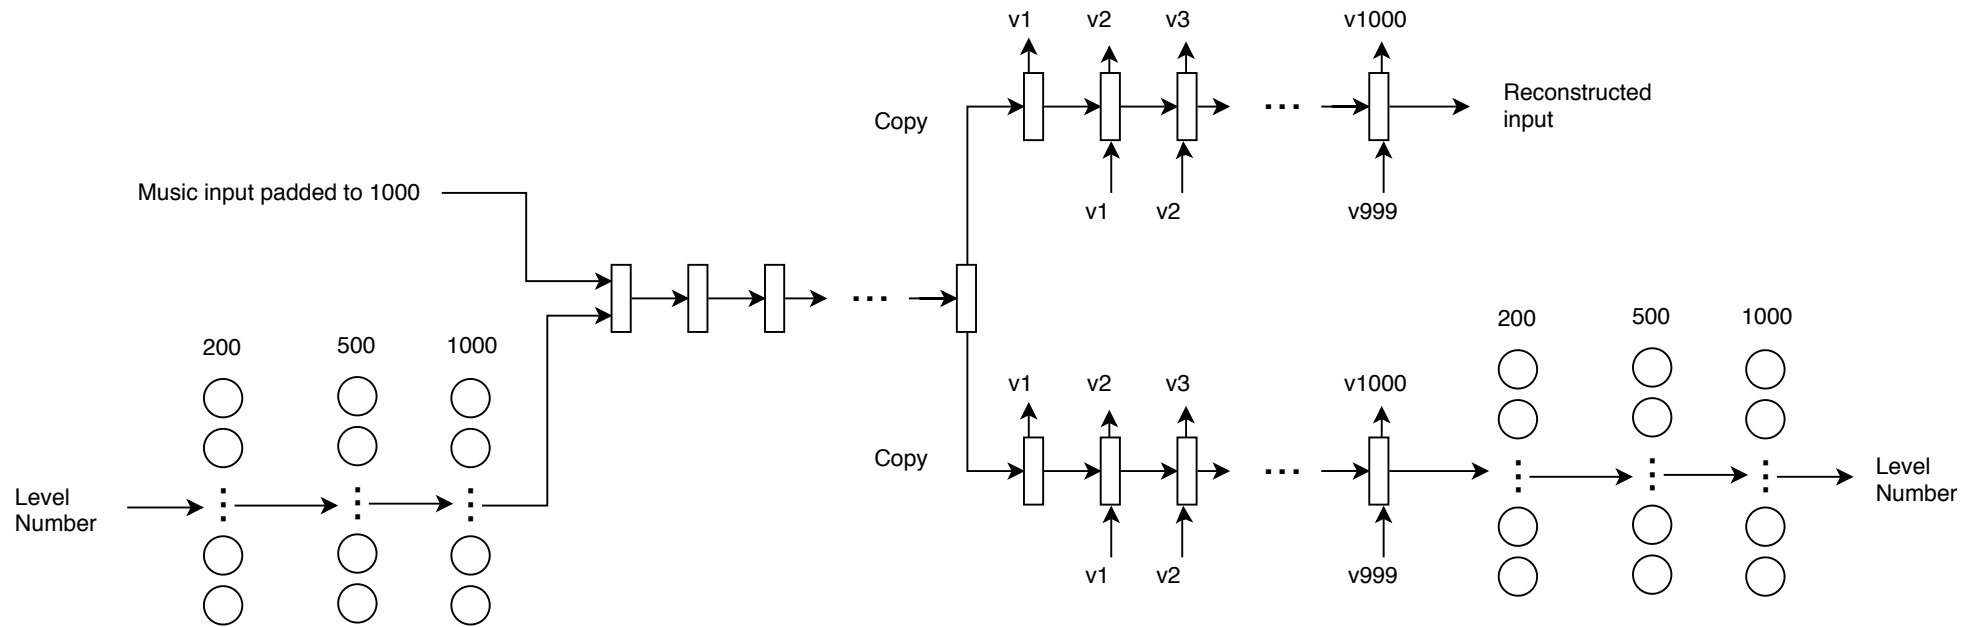 v1 v2 v3 v1000
Copy
Reconstructed
input
Music input padded to 1000
v1 v2 v999
200 500 1000
Level
Number
v1 v2 v3 v1000
Copy
v1 v2 v999
200 500 1000
Level
Number